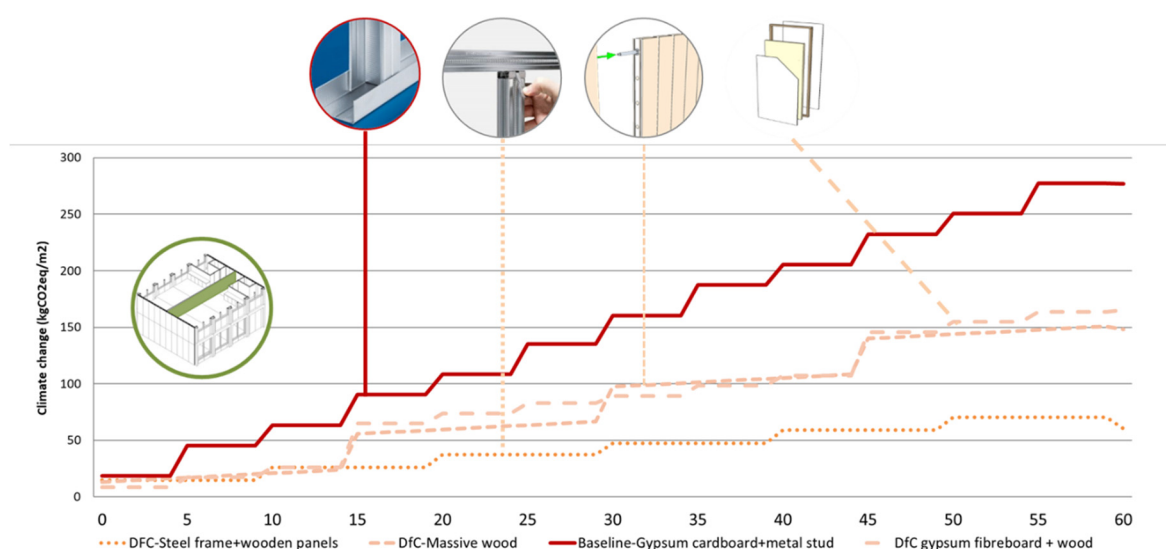 300
250
200
150
100
50
0
Climate change (kgCO2eq/m2)
0 5 10 15 20 25 30 35 40 45 50 55 60
DFC-Steel frame+wooden panels DfC-Massive wood Baseline-Gypsum cardboard+metal stud DfC gypsum fibreboard + wood